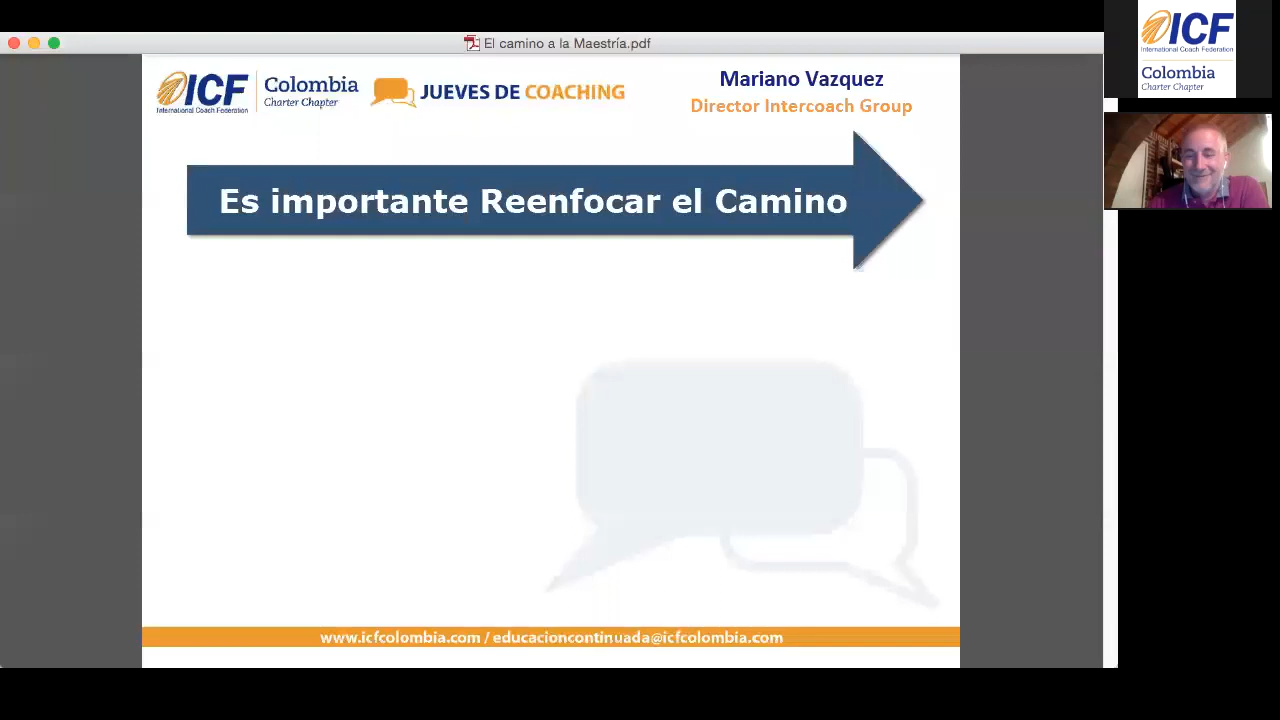 El camino a la Maestría.pdf
ICF
International Coach Federation
Colombia
Charter Chapter
JUEVES DE COACHING
Mariano Vazquez
Director Intercoach Group
Es importante Reenfocar el Camino
www.icfcolombia.com / educacioncontinuada@icfcolombia.com
ICF
International Coach Federation
Colombia
Charter Chapter